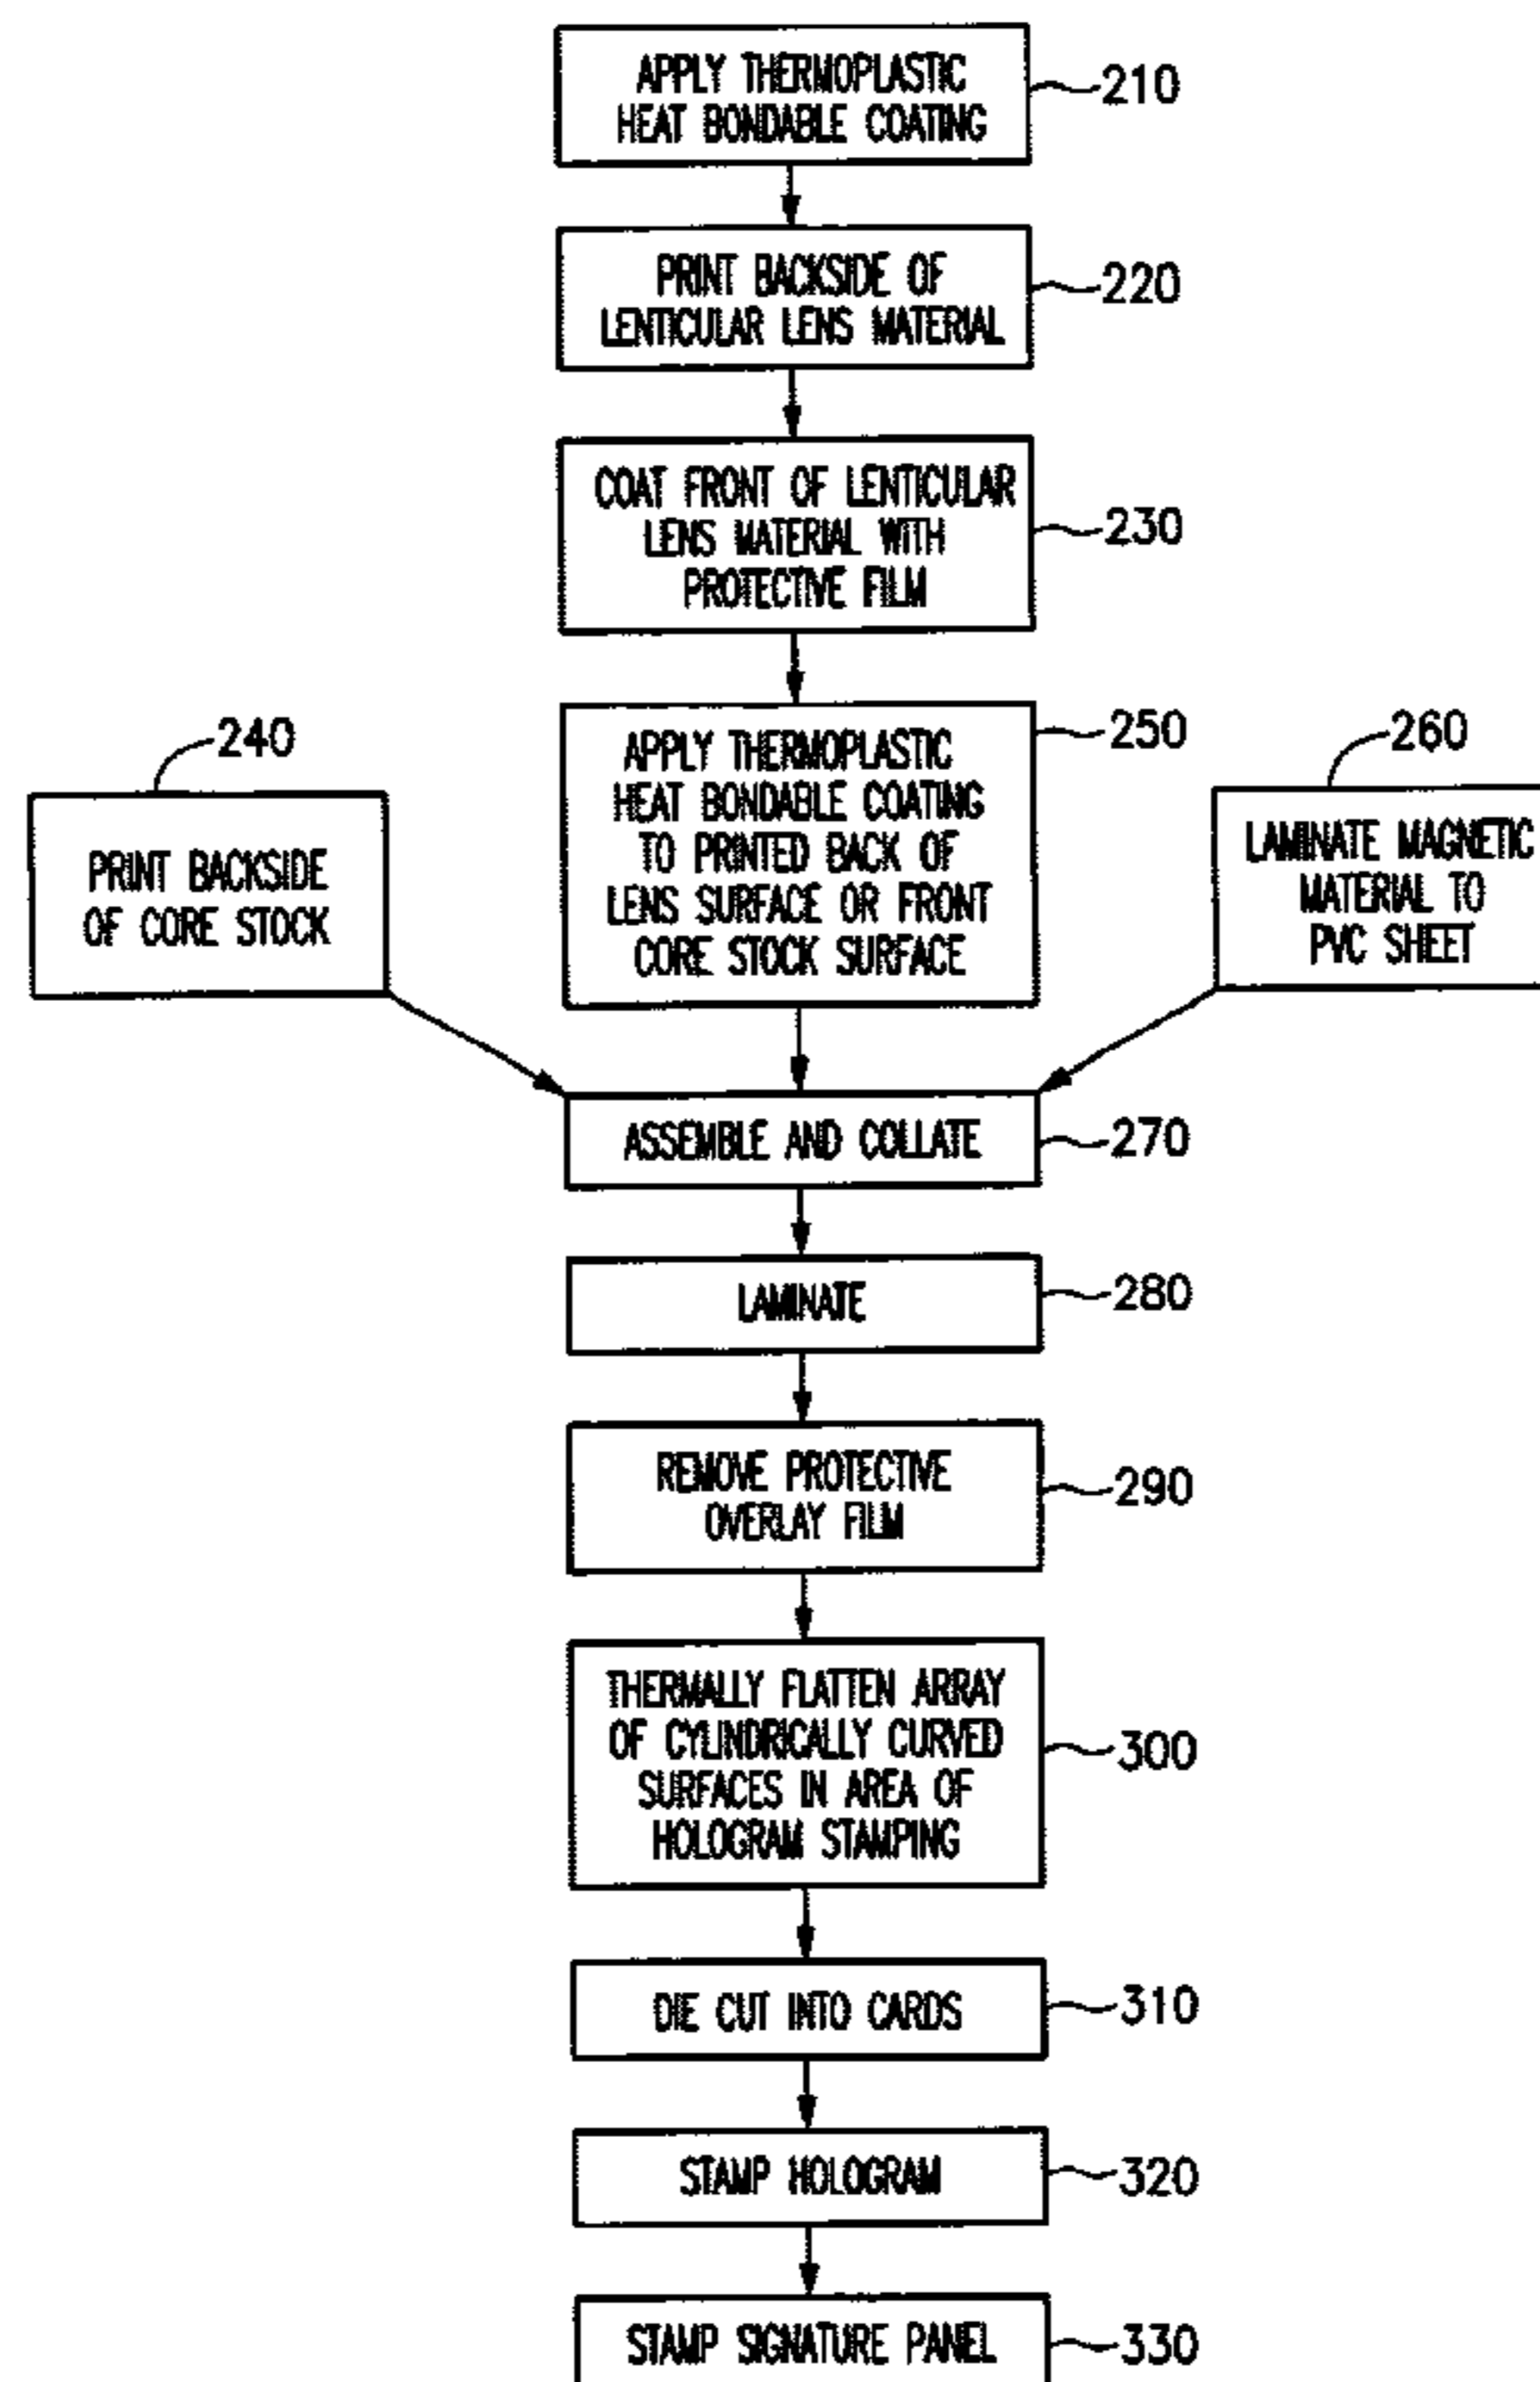 APPLY THERMOPLASTIC
HEAT BONDABLE COATING
210
PRINT BACKSIDE OF
LENTICULAR LENS MATERIAL
220
COAT FRONT OF LENTICULAR
LENS MATERIAL WITH
PROTECTIVE FILM
230
240
PRINT BACKSIDE
OF CORE STOCK
250
APPLY THERMOPLASTIC
HEAT BONDABLE COATING
TO PRINTED BACK OF
LENS SURFACE OR FRONT
CORE STOCK SURFACE
260
LAMINATE MAGNETIC
MATERIAL TO
PVC SHEET
ASSEMBLE AND COLLATE
270
LAMINATE
280
REMOVE PROTECTIVE
OVERLAY FILM
290
THERMALLY FLATTEN ARRAY
OF CYLINDRICALLY CURVED
SURFACES IN AREA OF
HOLOGRAM STAMPING
300
DIE CUT INTO CARDS
310
STAMP HOLOGRAM
320
STAMP SIGNATURE PANEL
330